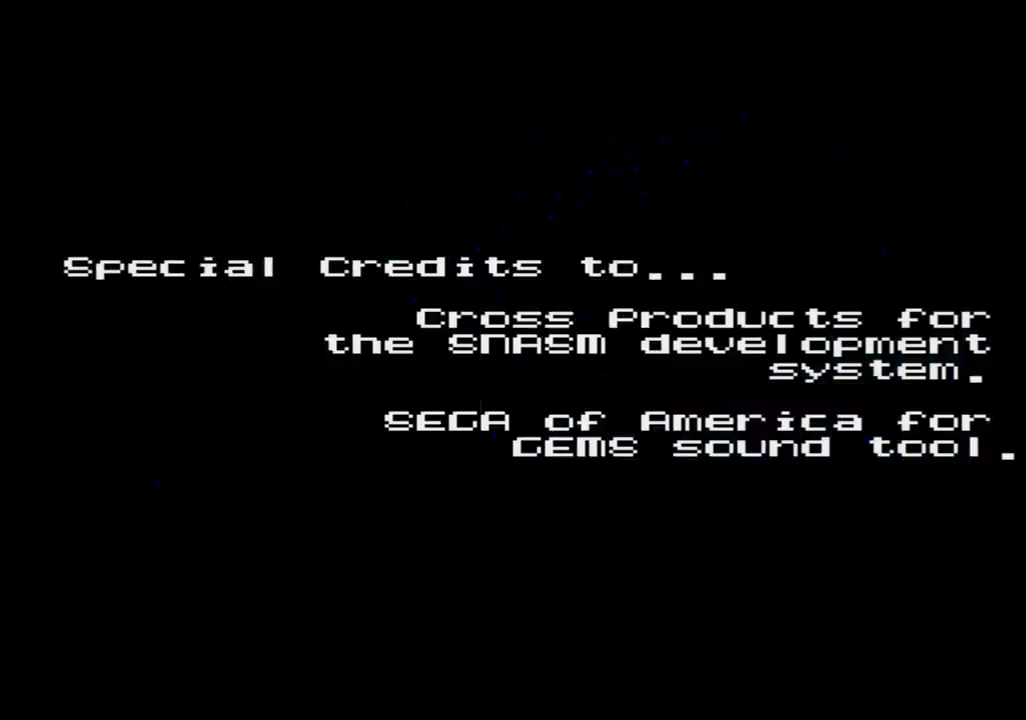 Special Credits to...
Cross Products for
the SNASM development
system.
SEGA of America for
GEMS sound tool.